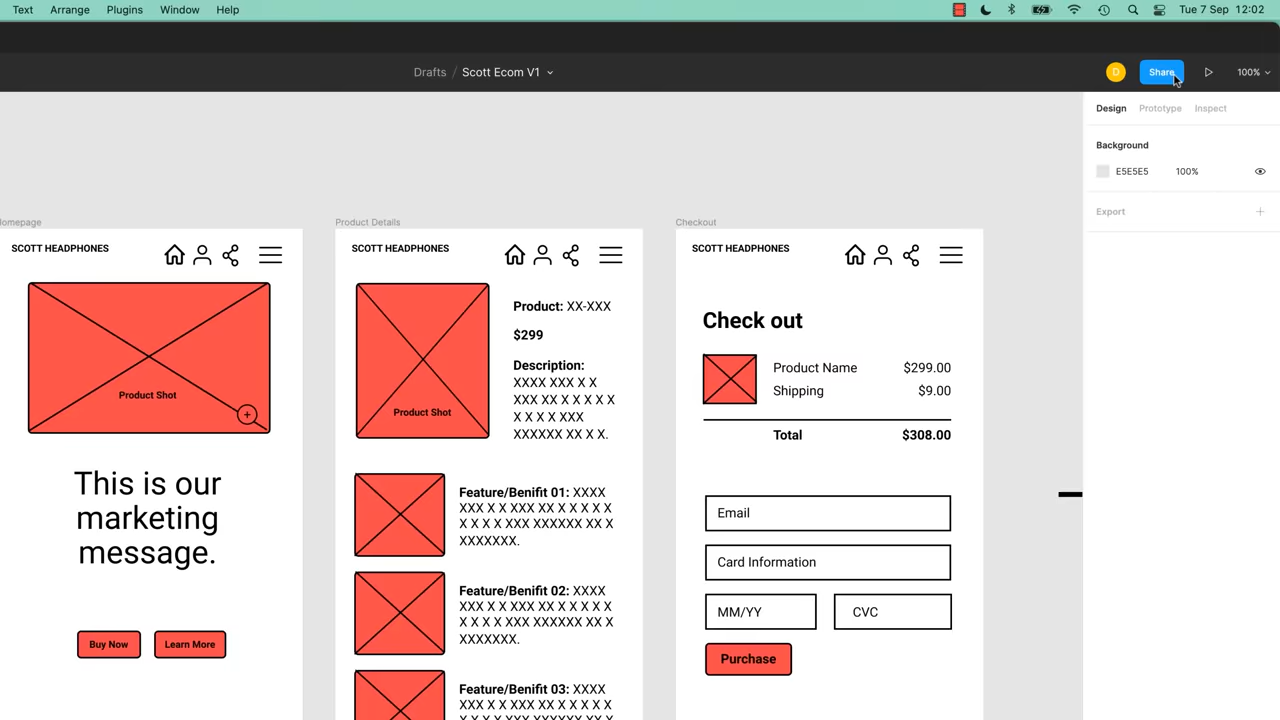 Text Arrange Plugins Window Help Tue 7 Sep 12:02
Drafts / Scott Ecom V1 D Share 100%
Design Prototype Inspect
Background
E5E5E5 100%
Export
omepage
SCOTT HEADPHONES
Product Shot
This is our
marketing
message.
Buy Now Learn More
Product Details
SCOTT HEADPHONES
Product Shot
Product: XX-XXX
$299
Description:
XXXX XXX X X
XXX XX X X X X X
X X X X XXX
XXXXXX XX X X.
Feature/Benifit 01: XXXX
XXX X X XXX XX X X X X X
X X X X XXX XXXXXX XX X
XXXXXXX.
Feature/Benifit 02: XXXX
XXX X X XXX XX X X X X X
X X X X XXX XXXXXX XX X
XXXXXXX.
Feature/Benifit 03: XXXX
XXX X X XXX XX X X X X X
Checkout
SCOTT HEADPHONES
Check out
Product Name $299.00
Shipping $9.00
Total $308.00
Email
Card Information
MM/YY CVC
Purchase